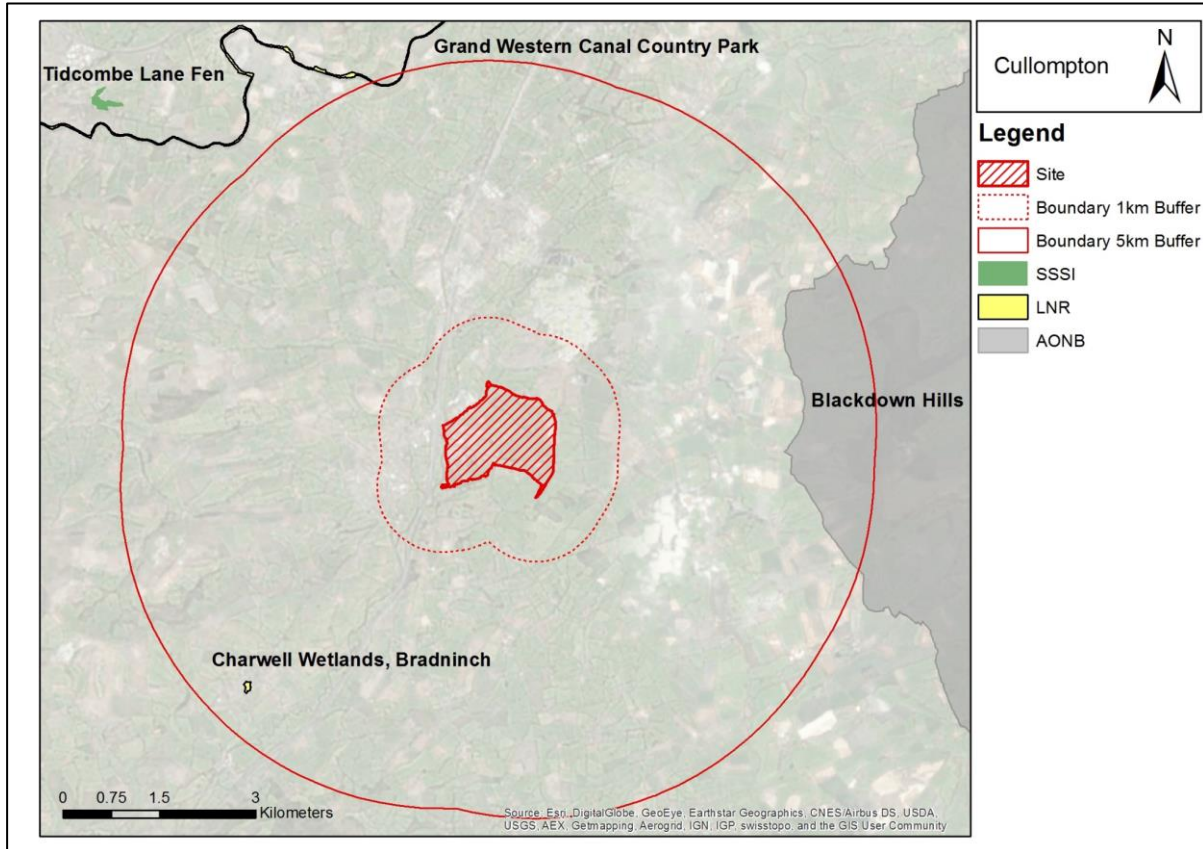 Grand Western Canal Country Park
Tidcombe Lane Fen
Blackdown Hills
Charwell Wetlands, Bradninch
0 0.75 1.5 3
Kilometers
Source: Esri, DigitalGlobe, GeoEye, Earthstar Geographics, CNES/Airbus DS, USDA,
USGS, AEX, Getmapping, Aerogrid, IGN, IGP, swisstopo, and the GIS User Community
Cullompton
N
Legend
Site
Boundary 1km Buffer
Boundary 5km Buffer
SSSI
LNR
AONB